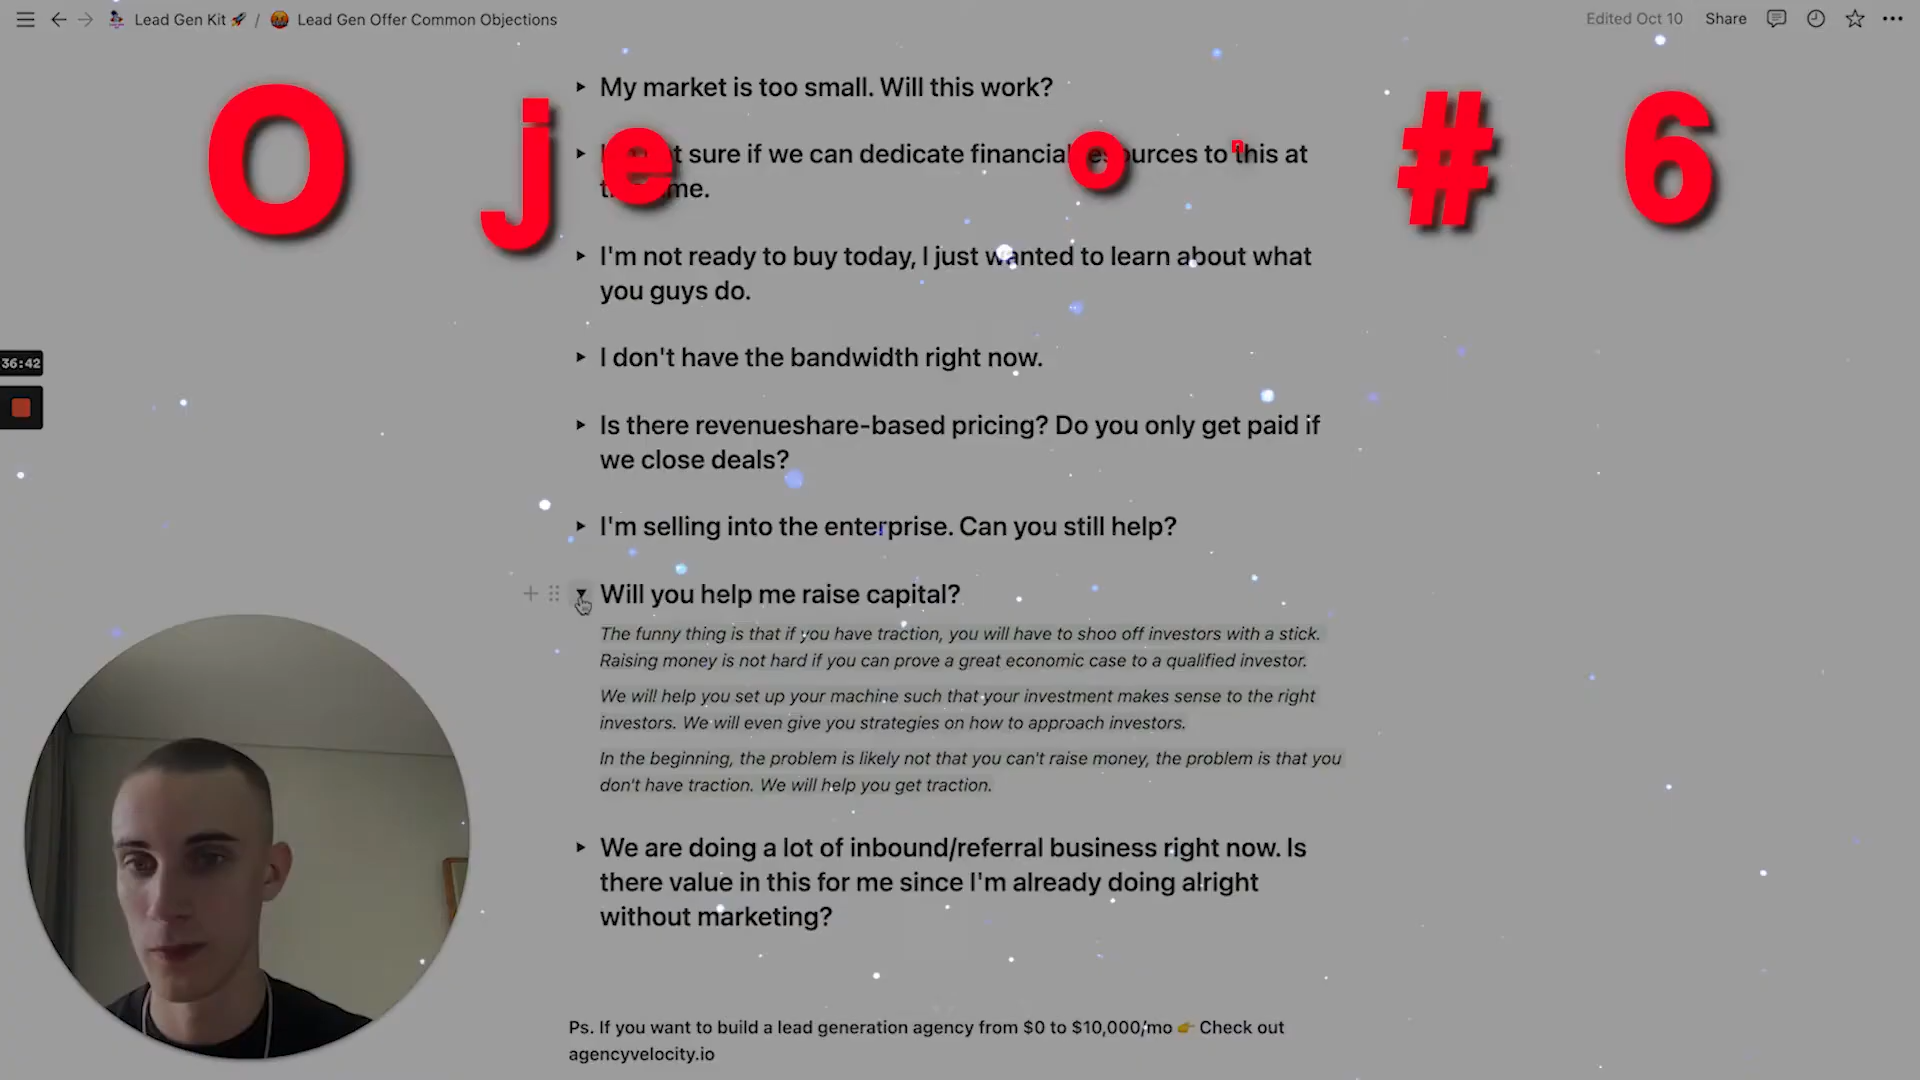 Lead Gen Kit 🚀 / 🤬 Lead Gen Offer Common Objections
Edited Oct 10 Share
O j e o # 6
My market is too small. Will this work?
sure if we can dedicate financial to this at
I'm not ready to buy today, I just wanted to learn about what
you guys do.
36:42
I don't have the bandwidth right now.
Is there revenueshare-based pricing? Do you only get paid if
we close deals?
I'm selling into the enterprise. Can you still help?
Will you help me raise capital?
The funny thing is that if you have traction, you will have to shoo off investors with a stick.
Raising money is not hard if you can prove a great economic case to a qualified investor.
We will help you set up your machine such that your investment makes sense to the right
investors. We will even give you strategies on how to approach investors.
In the beginning, the problem is likely not that you can't raise money, the problem is that you
don't have traction. We will help you get traction.
We are doing a lot of inbound/referral business right now. Is
there value in this for me since I'm already doing alright
without marketing?
Ps. If you want to build a lead generation agency from $0 to $10,000/mo 👉 Check out
agencyvelocity.io